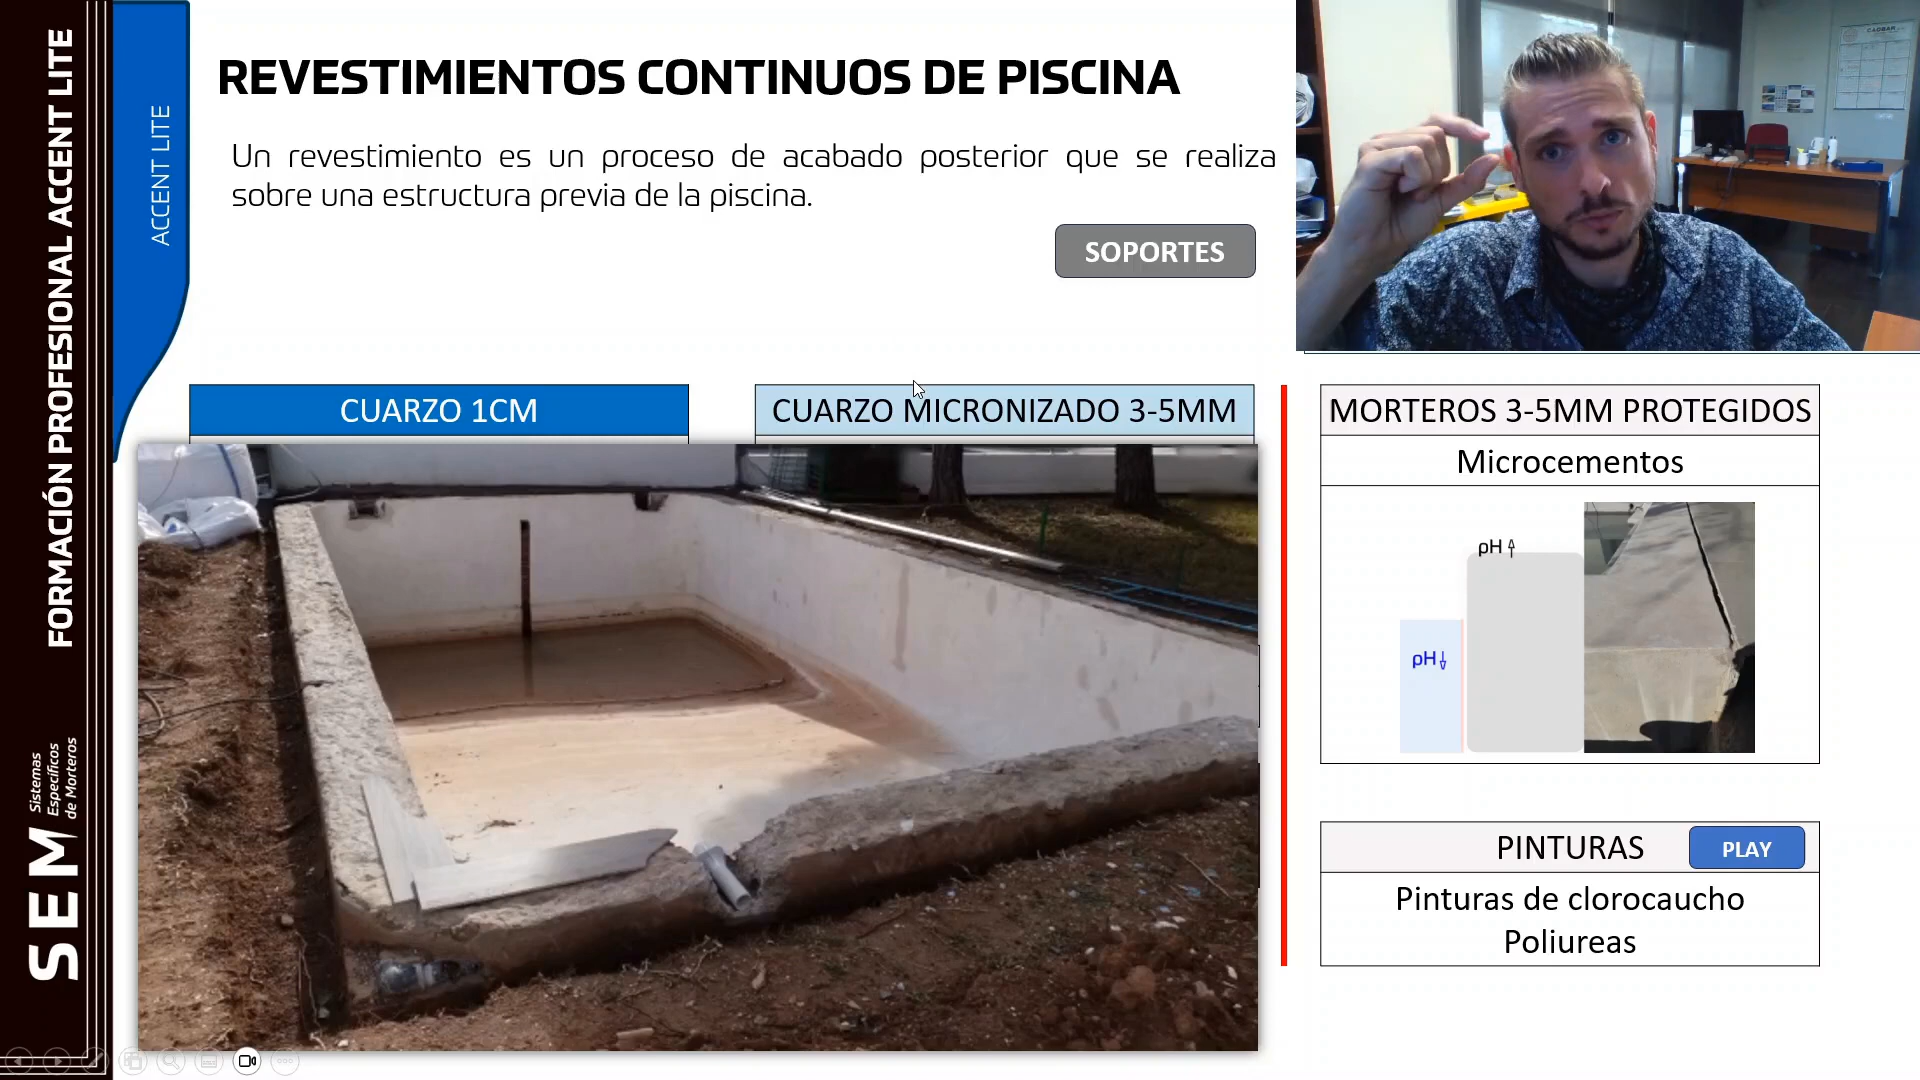 FORMACIÓN PROFESIONAL ACCENT LITE
SEM
Sistemas
Específicos
de Morteros
ACCENT LITE
REVESTIMIENTOS CONTINUOS DE PISCINA
Un revestimiento es un proceso de acabado posterior que se realiza
sobre una estructura previa de la piscina.
SOPORTES
CUARZO 1CM
CUARZO MICRONIZADO 3-5MM
MORTEROS 3-5MM PROTEGIDOS
Microcementos
pH
pH
PINTURAS
PLAY
Pinturas de clorocaucho
Poliureas